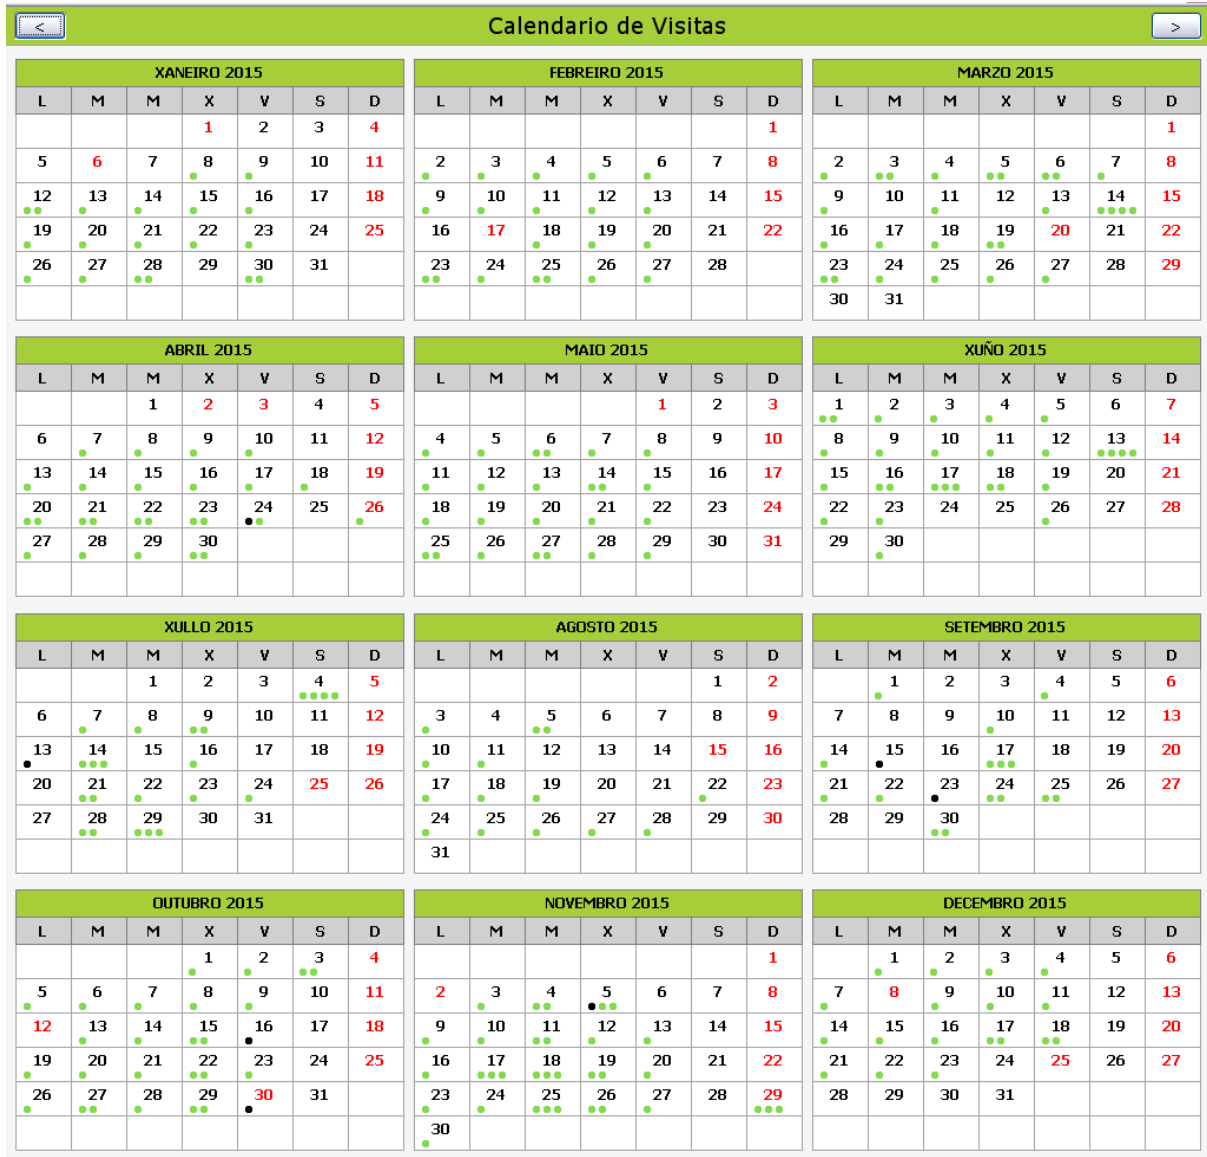 < Calendario de Visitas >
XANEIRO 2015 FEBREIRO 2015 MARZO 2015
L M M X V S D L M M X V S D L M M X V S D
1 2 3 4 1 1
5 6 7 8 9 10 11 2 3 4 5 6 7 8 2 3 4 5 6 7 8
12 13 14 15 16 17 18 9 10 11 12 13 14 15 9 10 11 12 13 14 15
19 20 21 22 23 24 25 16 17 18 19 20 21 22 16 17 18 19 20 21 22
26 27 28 29 30 31 23 24 25 26 27 28 23 24 25 26 27 28 29
30 31
ABRIL 2015 MAIO 2015 XUÑO 2015
L M M X V S D L M M X V S D L M M X V S D
1 2 3 4 5 1 2 3 1 2 3 4 5 6 7
6 7 8 9 10 11 12 4 5 6 7 8 9 10 8 9 10 11 12 13 14
13 14 15 16 17 18 19 11 12 13 14 15 16 17 15 16 17 18 19 20 21
20 21 22 23 24 25 26 18 19 20 21 22 23 24 22 23 24 25 26 27 28
27 28 29 30 25 26 27 28 29 30 31 29 30
XULLO 2015 AGOSTO 2015 SETEMBRO 2015
L M M X V S D L M M X V S D L M M X V S D
1 2 3 4 5 1 2 1 2 3 4 5 6
6 7 8 9 10 11 12 3 4 5 6 7 8 9 7 8 9 10 11 12 13
13 14 15 16 17 18 19 10 11 12 13 14 15 16 14 15 16 17 18 19 20
20 21 22 23 24 25 26 17 18 19 20 21 22 23 21 22 23 24 25 26 27
27 28 29 30 31 24 25 26 27 28 29 30 28 29 30
31
OUTUBRO 2015 NOVEMBRO 2015 DECEMBRO 2015
L M M X V S D L M M X V S D L M M X V S D
1 2 3 4 1 1 2 3 4 5 6
5 6 7 8 9 10 11 2 3 4 5 6 7 8 7 8 9 10 11 12 13
12 13 14 15 16 17 18 9 10 11 12 13 14 15 14 15 16 17 18 19 20
19 20 21 22 23 24 25 16 17 18 19 20 21 22 21 22 23 24 25 26 27
26 27 28 29 30 31 23 24 25 26 27 28 29 28 29 30 31
30